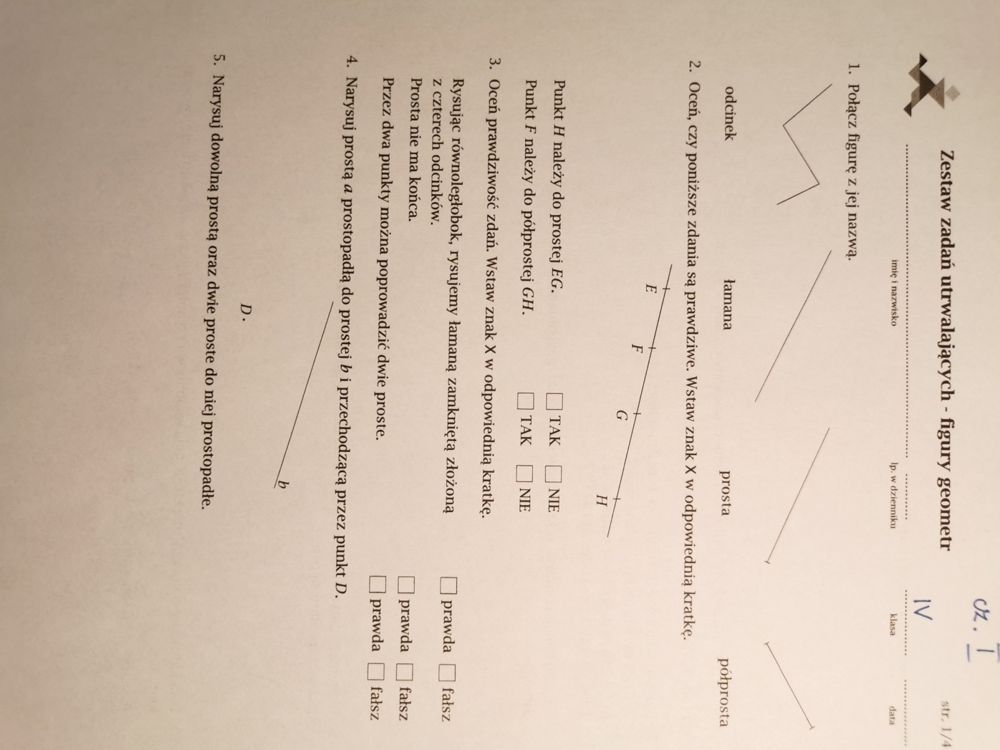 cz. I
Zestaw zadań utrwalających - figury geometr
str. 1/4
IV
imię i nazwisko lp. w dzienniku klasa data
1. Połącz figurę z jej nazwą.
odcinek łamana prosta półprosta
2. Oceń, czy poniższe zdania są prawdziwe. Wstaw znak X w odpowiednią kratkę.
E F G H
Punkt H należy do prostej EG. TAK NIE
Punkt F należy do półprostej GH. TAK NIE
3. Oceń prawdziwość zdań. Wstaw znak X w odpowiednią kratkę.
Rysując równoległobok, rysujemy łamaną zamkniętą złożoną
z czterech odcinków. prawda fałsz
Prosta nie ma końca. prawda fałsz
Przez dwa punkty można poprowadzić dwie proste. prawda fałsz
4. Narysuj prostą a prostopadłą do prostej b i przechodzącą przez punkt D.
b
D
5. Narysuj dowolną prostą oraz dwie proste do niej prostopadłe.